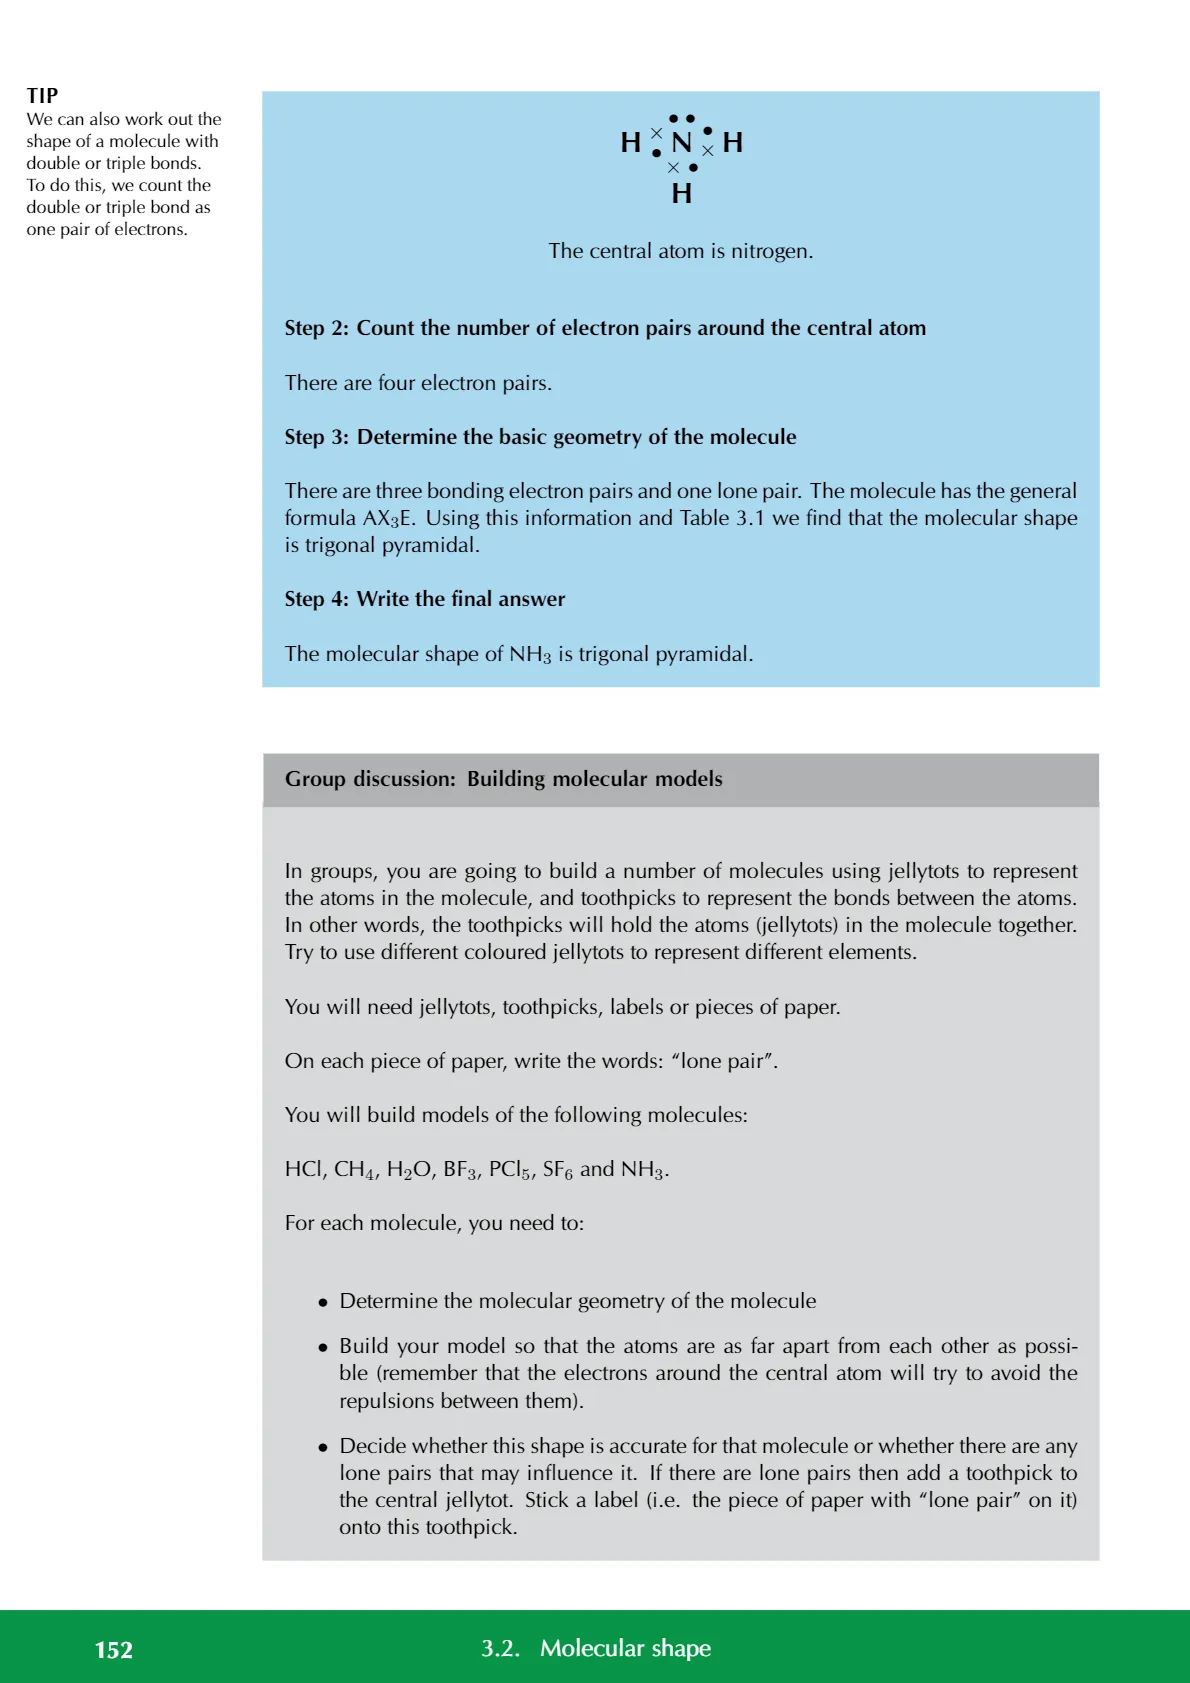 TIP
We can also work out the
shape of a molecule with
double or triple bonds.
To do this, we count the
double or triple bond as
one pair of electrons.
H × N • × H
H
The central atom is nitrogen.
Step 2: Count the number of electron pairs around the central atom
There are four electron pairs.
Step 3: Determine the basic geometry of the molecule
There are three bonding electron pairs and one lone pair. The molecule has the general
formula AX₃E. Using this information and Table 3.1 we find that the molecular shape
is trigonal pyramidal.
Step 4: Write the final answer
The molecular shape of NH₃ is trigonal pyramidal.
Group discussion: Building molecular models
In groups, you are going to build a number of molecules using jellytots to represent
the atoms in the molecule, and toothpicks to represent the bonds between the atoms.
In other words, the toothpicks will hold the atoms (jellytots) in the molecule together.
Try to use different coloured jellytots to represent different elements.
You will need jellytots, toothpicks, labels or pieces of paper.
On each piece of paper, write the words: “lone pair”.
You will build models of the following molecules:
HCl, CH₄, H₂O, BF₃, PCl₅, SF₆ and NH₃.
For each molecule, you need to:
• Determine the molecular geometry of the molecule
• Build your model so that the atoms are as far apart from each other as possi-
ble (remember that the electrons around the central atom will try to avoid the
repulsions between them).
• Decide whether this shape is accurate for that molecule or whether there are any
lone pairs that may influence it. If there are lone pairs then add a toothpick to
the central jellytot. Stick a label (i.e. the piece of paper with “lone pair” on it)
onto this toothpick.
152
3.2. Molecular shape